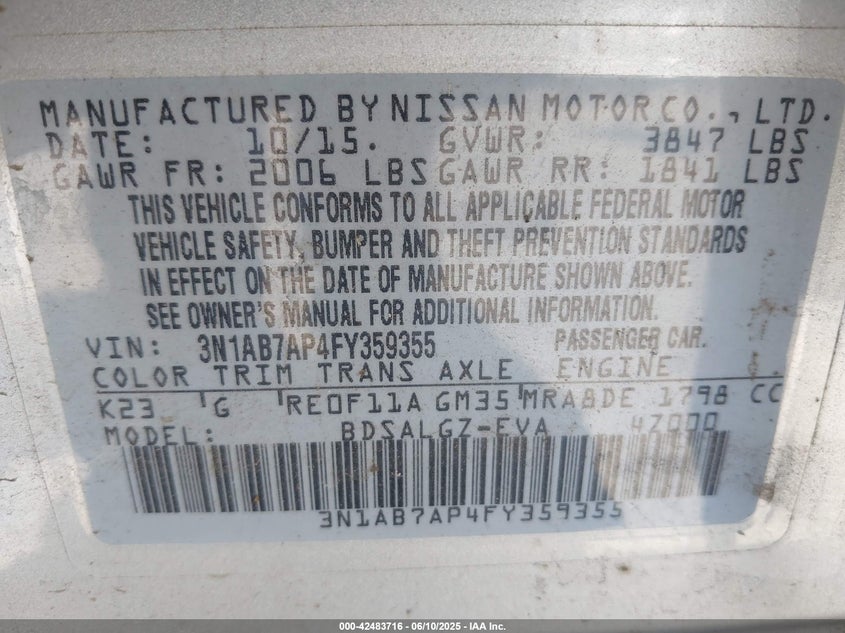 MANUFACTURED BY NISSAN MOTOR CO., LTD.
DATE: 10/15. GVWR: 3847 LBS
GAWR FR: 2006 LBS GAWR RR: 1841 LBS
THIS VEHICLE CONFORMS TO ALL APPLICABLE FEDERAL MOTOR
VEHICLE SAFETY, BUMPER AND THEFT PREVENTION STANDARDS
IN EFFECT ON THE DATE OF MANUFACTURE SHOWN ABOVE.
SEE OWNER'S MANUAL FOR ADDITIONAL INFORMATION.
VIN: 3N1AB7AP4FY359355 PASSENGER CAR.
COLOR TRIM TRANS AXLE ENGINE
K23 G RE0F11A GM35 MRA8DE 1798 CC
MODEL: BDSALGZ-EVA 47000
3N1AB7AP4FY359355
000-42483716 - 06/10/2025 - IAA Inc.